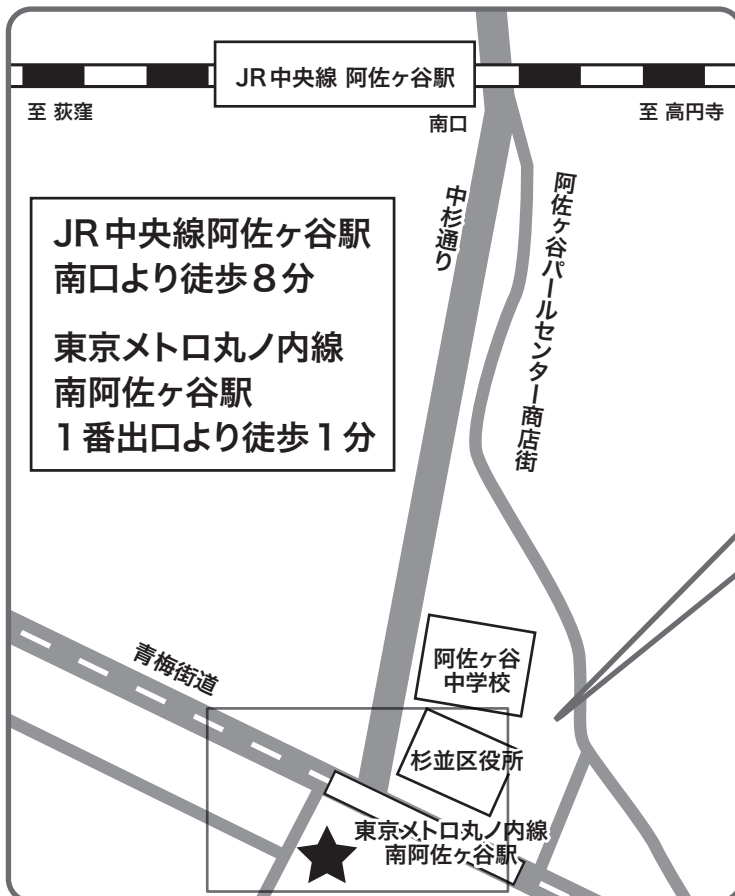 JR中央線 阿佐ヶ谷駅
至 荻窪
南口
至 高円寺
JR中央線阿佐ヶ谷駅
南口より徒歩8分
東京メトロ丸ノ内線
南阿佐ヶ谷駅
1番出口より徒歩1分
中杉通り
阿佐ヶ谷パールセンター商店街
青梅街道
阿佐ヶ谷
中学校
杉並区役所
東京メトロ丸ノ内線
南阿佐ヶ谷駅